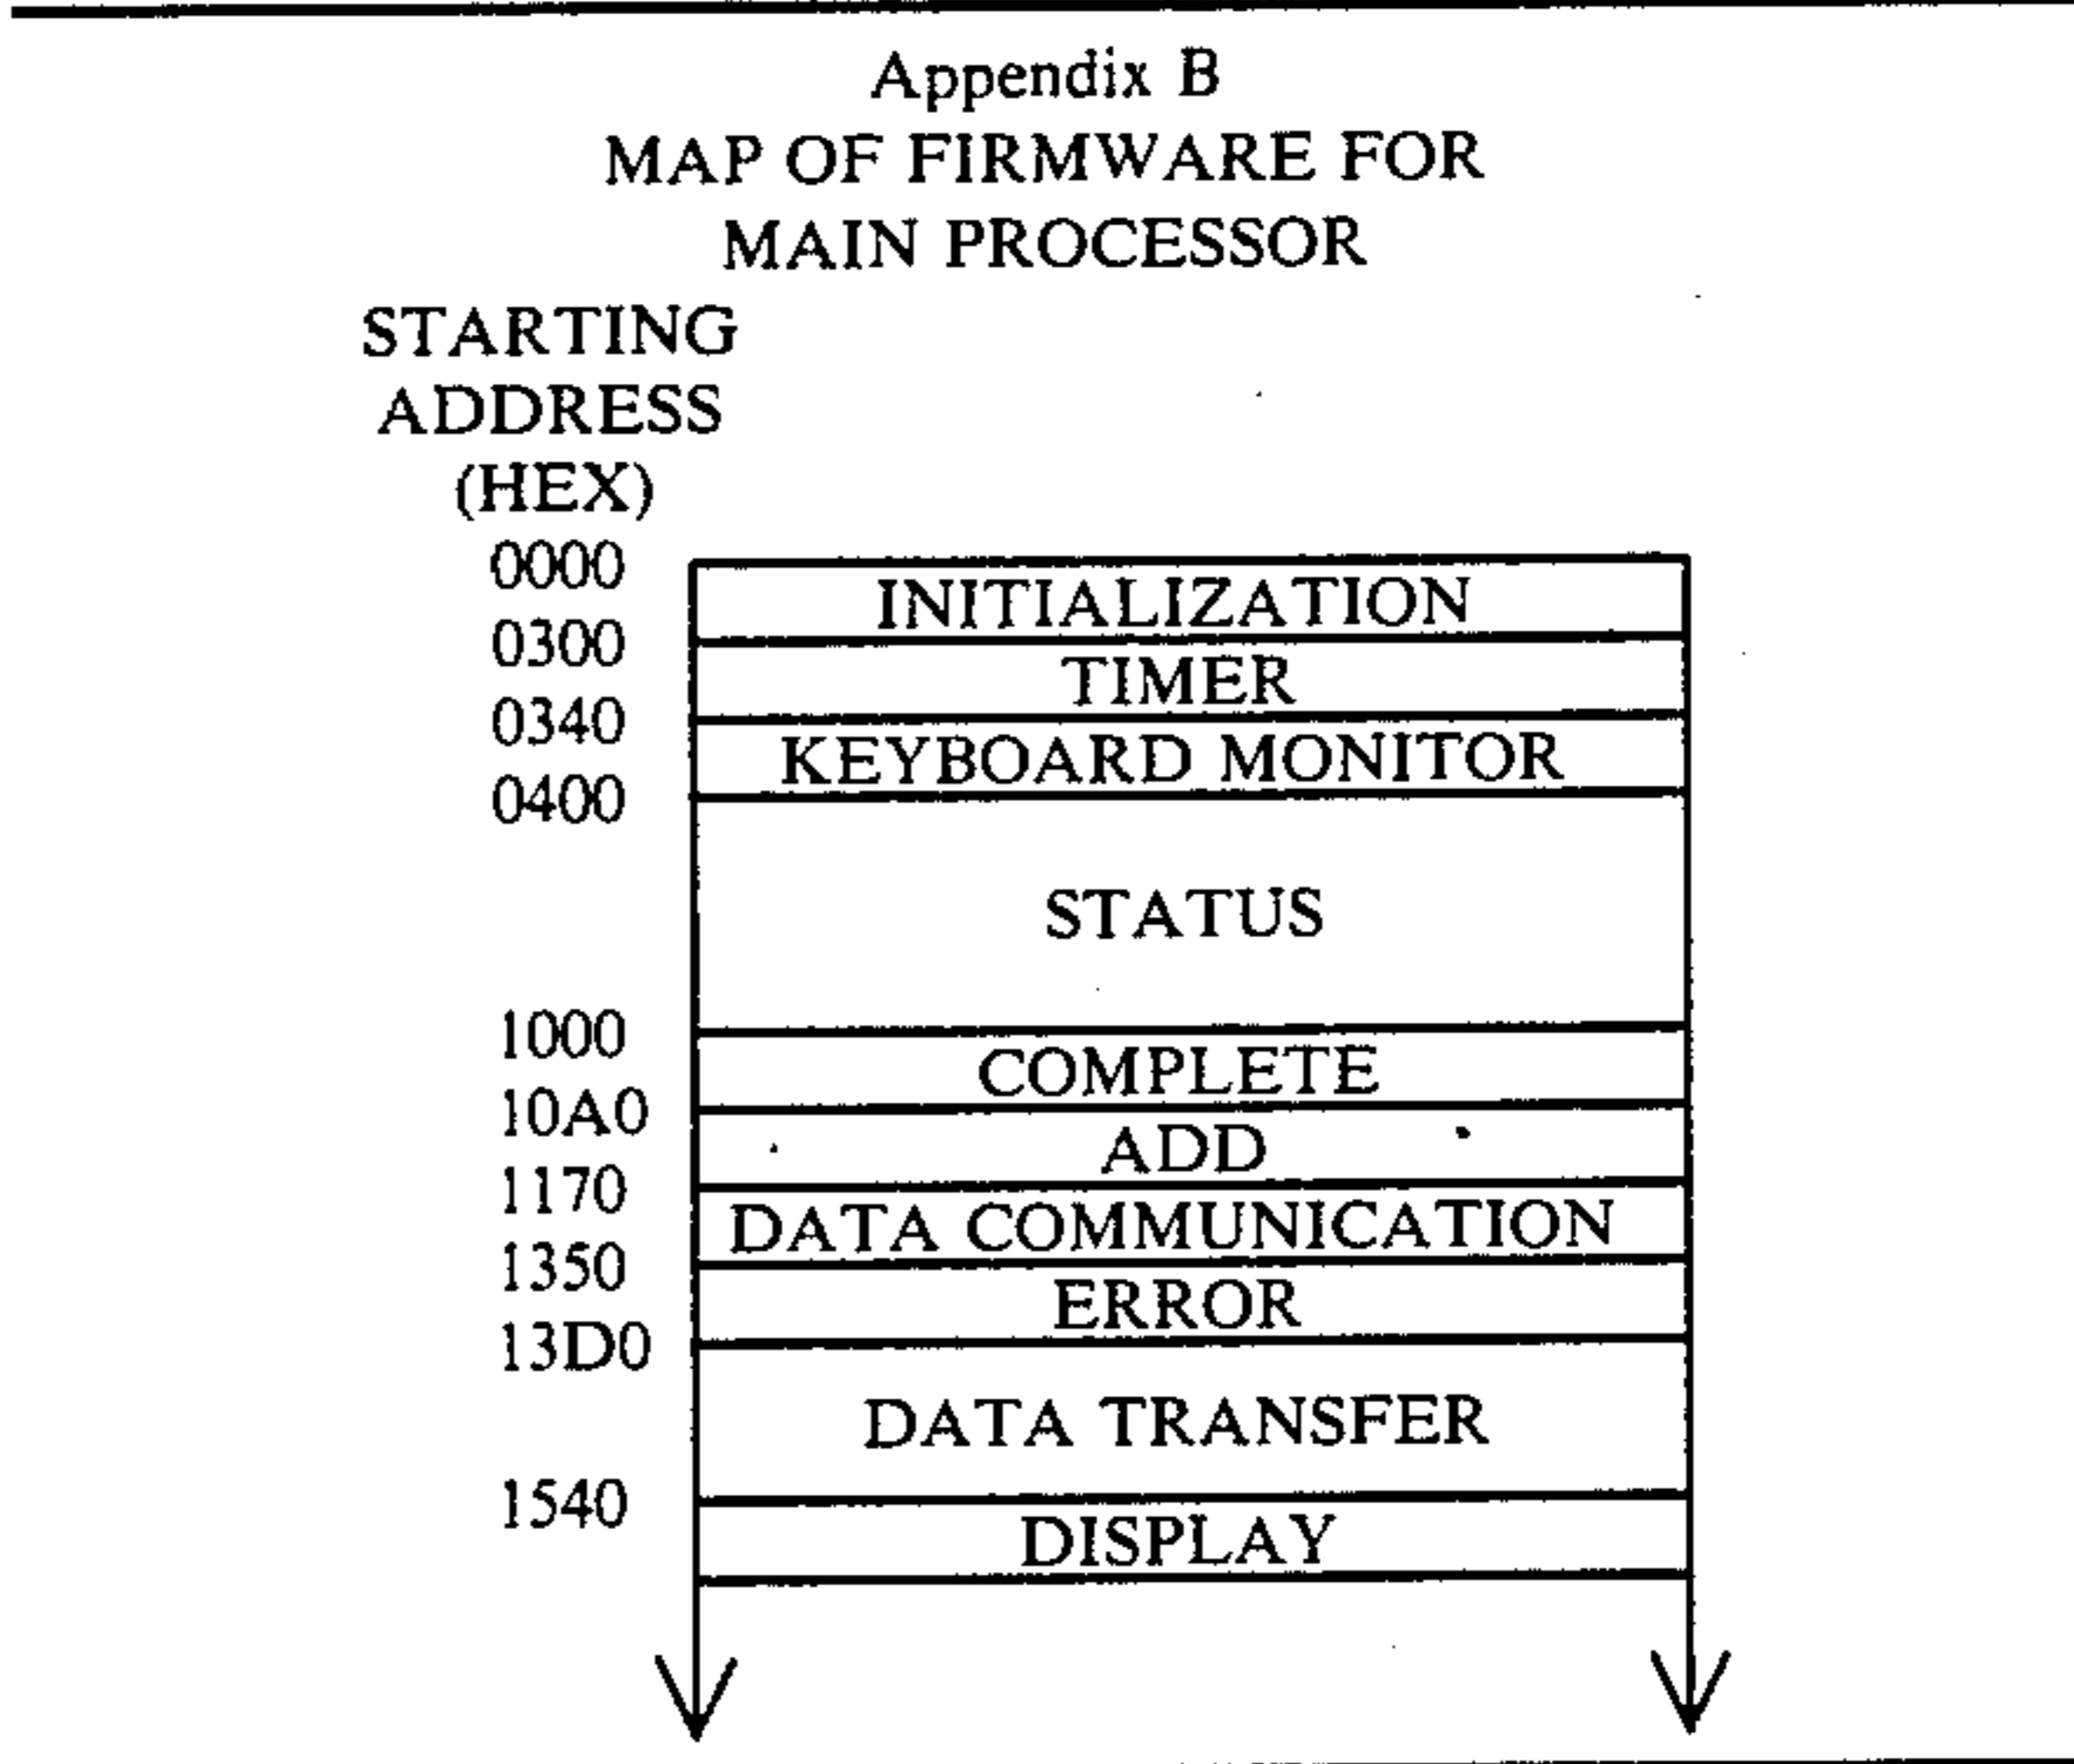 Appendix B
MAP OF FIRMWARE FOR
MAIN PROCESSOR
STARTING
ADDRESS
(HEX)
0000
INITIALIZATION
0300
TIMER
0340
KEYBOARD MONITOR
0400
STATUS
1000
COMPLETE
10A0
ADD
1170
DATA COMMUNICATION
1350
ERROR
13D0
DATA TRANSFER
1540
DISPLAY